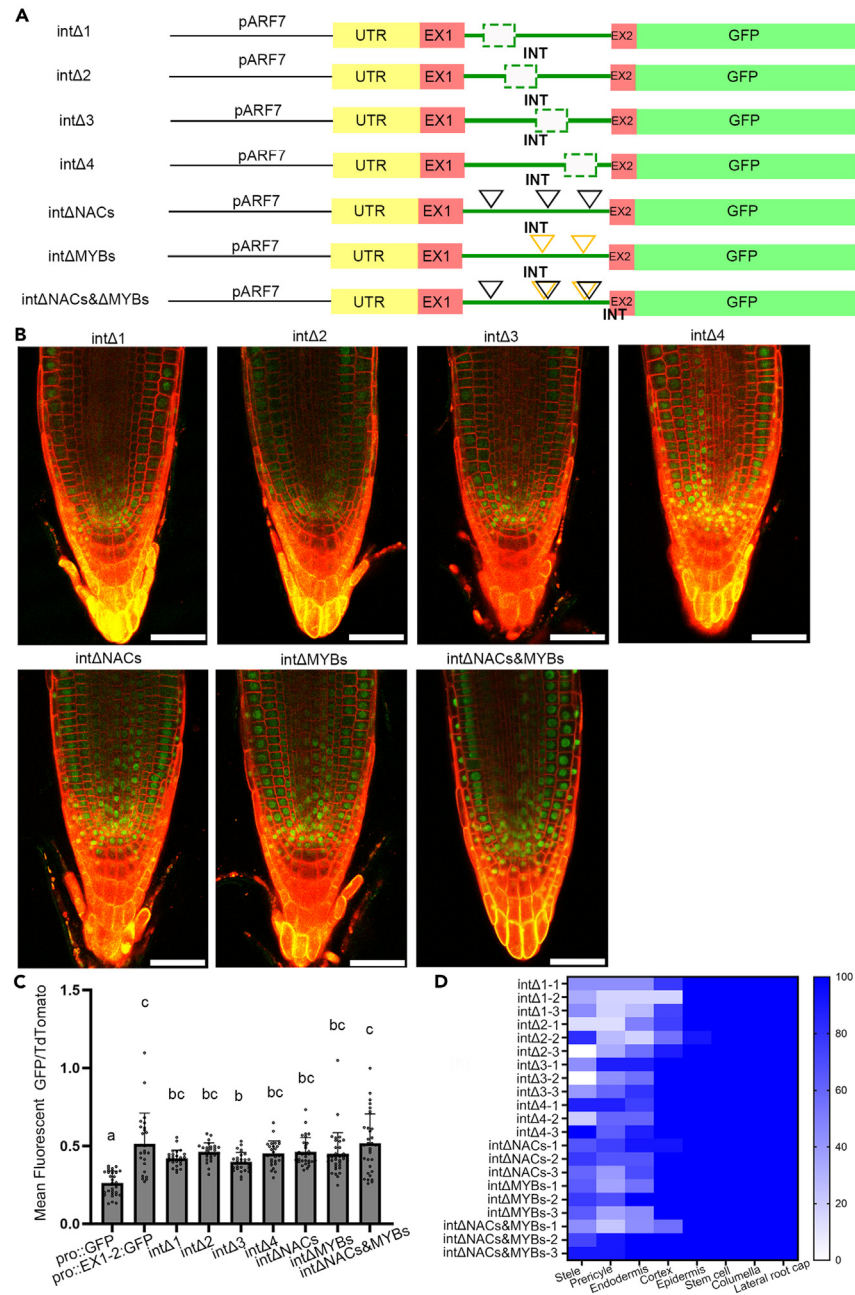 A
intΔ1 pARF7 UTR EX1 INT EX2 GFP
intΔ2 pARF7 UTR EX1 INT EX2 GFP
intΔ3 pARF7 UTR EX1 INT EX2 GFP
intΔ4 pARF7 UTR EX1 INT EX2 GFP
intΔNACs pARF7 UTR EX1 INT EX2 GFP
intΔMYBs pARF7 UTR EX1 INT EX2 GFP
intΔNACs&ΔMYBs pARF7 UTR EX1 EX2 GFP
INT
B
intΔ1 intΔ2 intΔ3 intΔ4
intΔNACs intΔMYBs intΔNACs&MYBs
C
Mean Fluorescent GFP/TdTomato
1.5
1.0
0.5
0.0
a c bc bc b bc bc bc c
pro::GFP
pro::EX1-2:GFP
intΔ1
intΔ2
intΔ3
intΔ4
intΔNACs
intΔMYBs
intΔNACs&MYBs
D
intΔ1-1
intΔ1-2
intΔ1-3
intΔ2-1
intΔ2-2
intΔ2-3
intΔ3-1
intΔ3-2
intΔ3-3
intΔ4-1
intΔ4-2
intΔ4-3
intΔNACs-1
intΔNACs-2
intΔNACs-3
intΔMYBs-1
intΔMYBs-2
intΔMYBs-3
intΔNACs&MYBs-1
intΔNACs&MYBs-2
intΔNACs&MYBs-3
Stele
Prericyle
Endodermis
Cortex
Epidermis
Stem cell
Columella
Lateral root cap
100
80
60
40
20
0